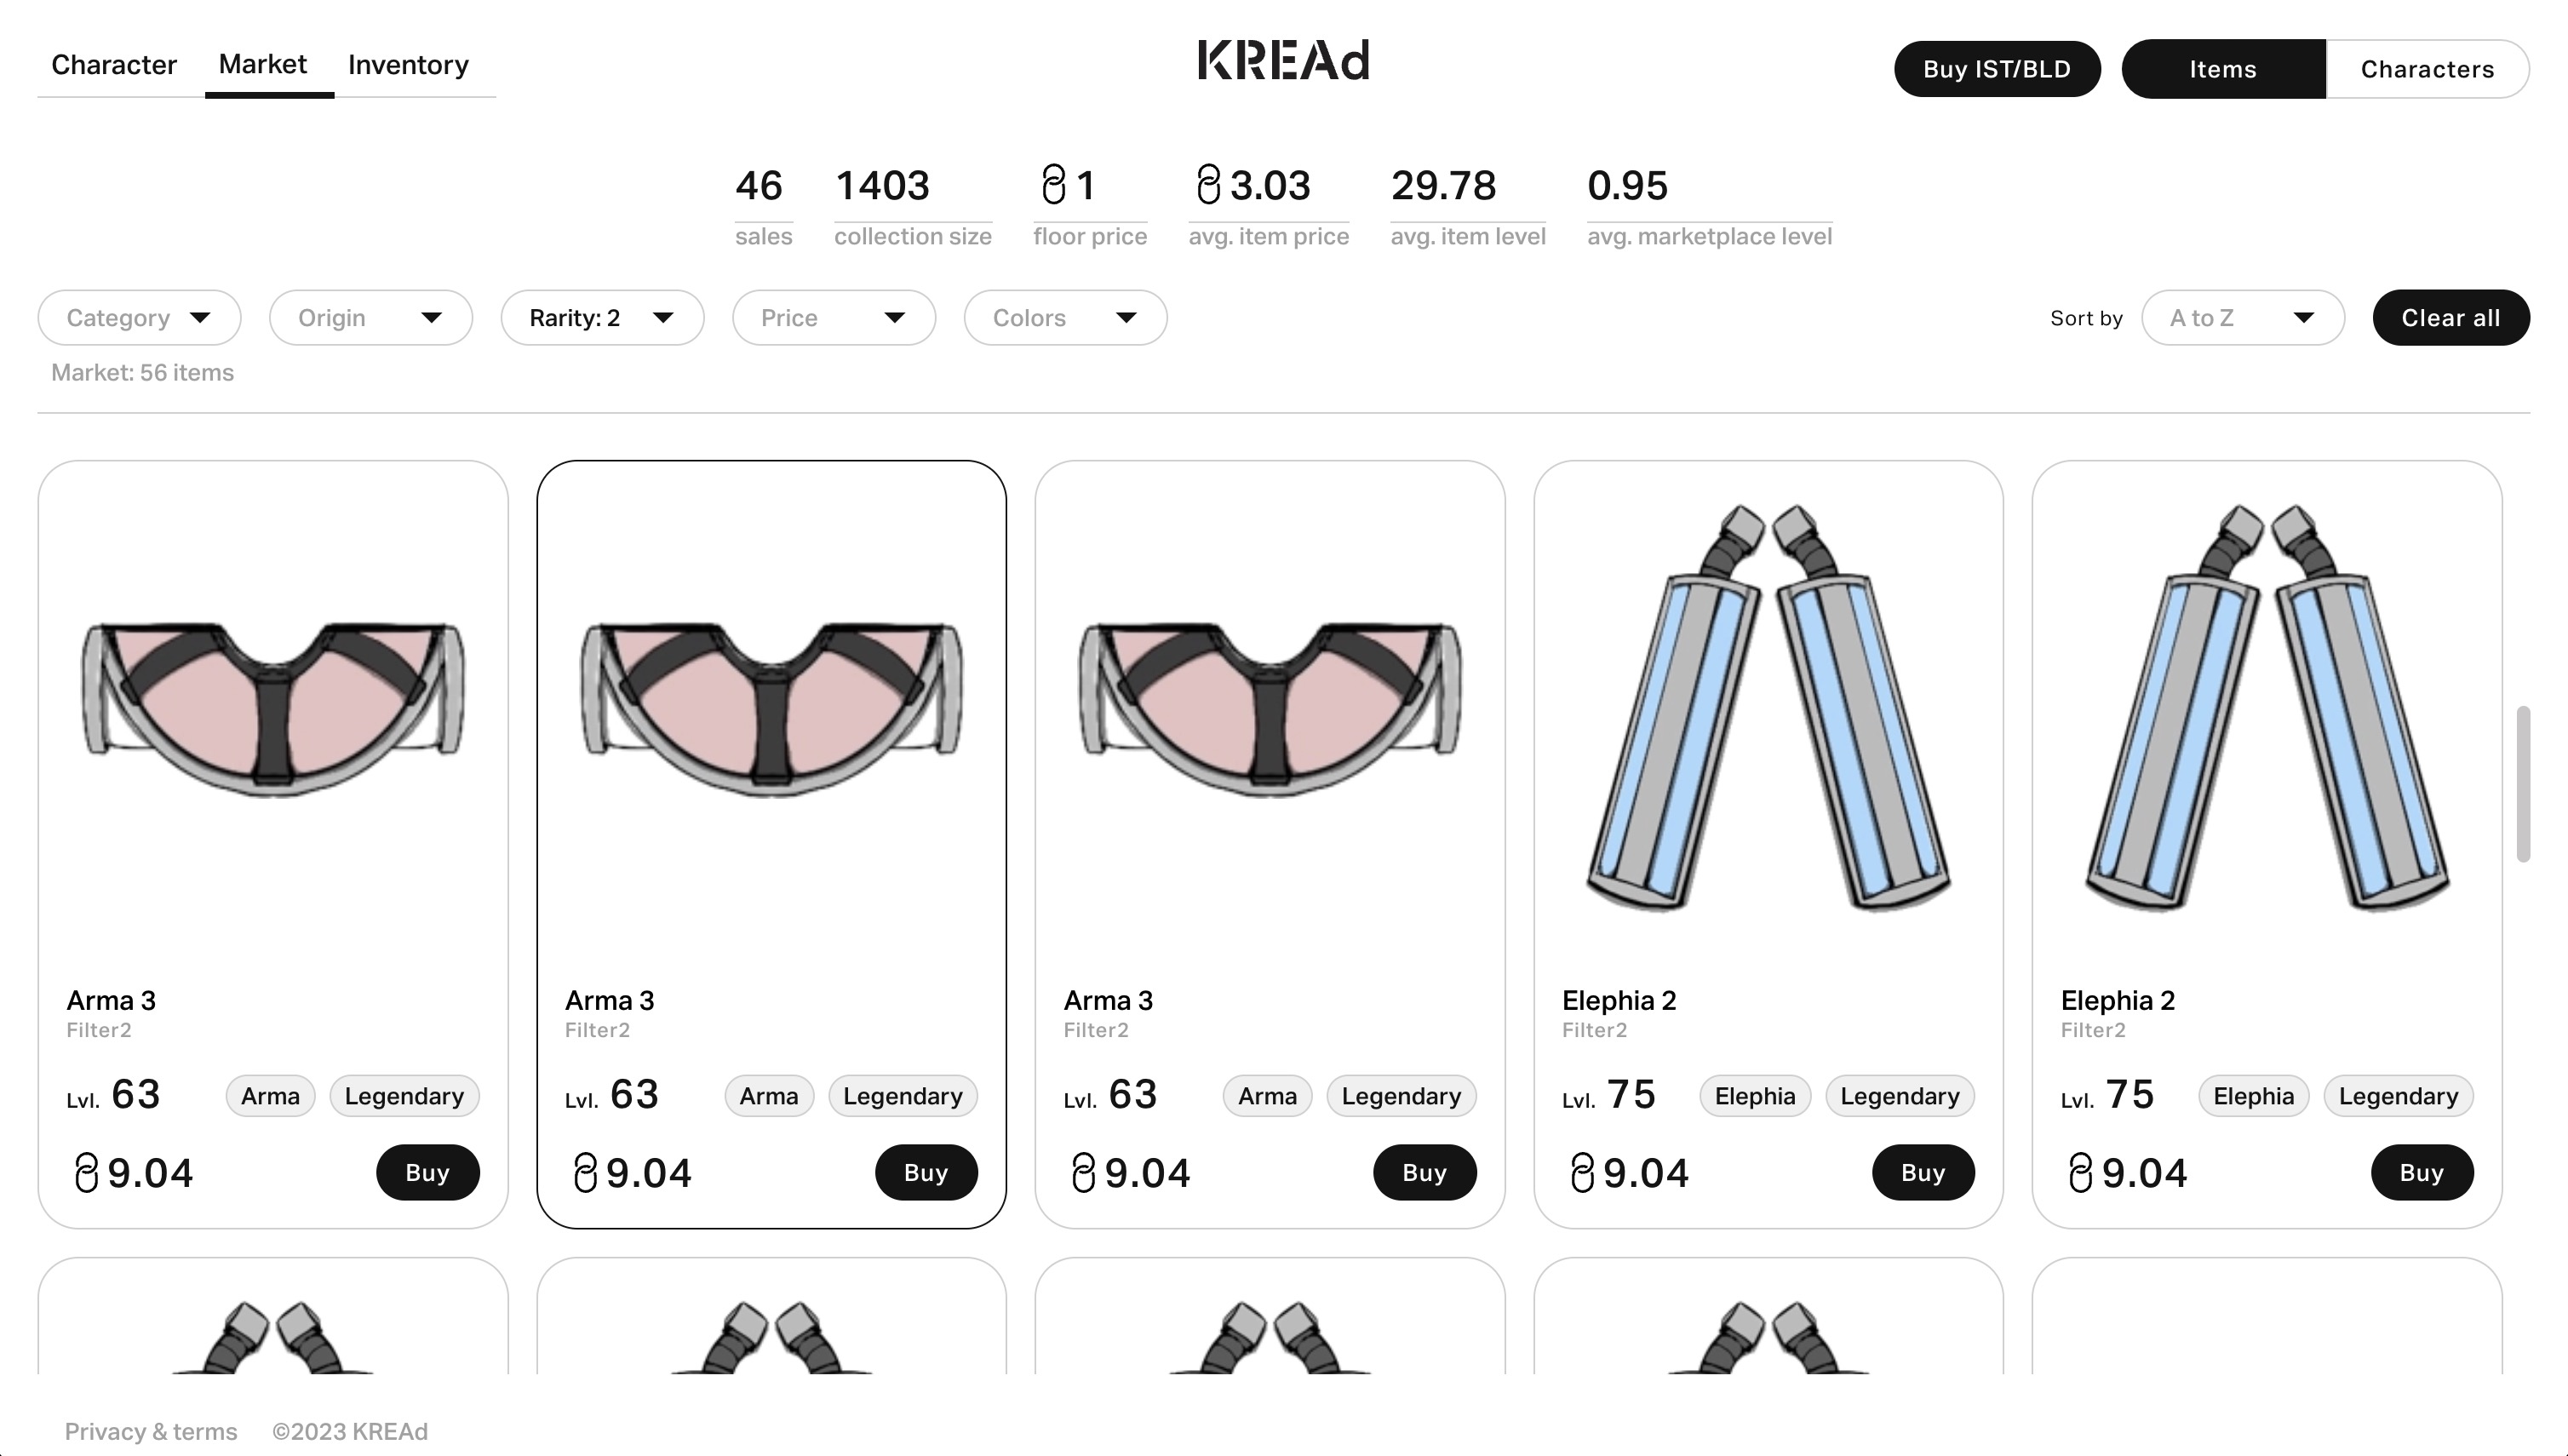 Character Market Inventory
KREAd
Buy IST/BLD Items Characters
46 1403 1 3.03 29.78 0.95
sales collection size floor price avg. item price avg. item level avg. marketplace level
Category Origin Rarity: 2 Price Colors Sort by A to Z Clear all
Market: 56 items
Arma 3 Arma 3 Arma 3 Elephia 2 Elephia 2
Filter2 Filter2 Filter2 Filter2 Filter2
Lvl. 63 Arma Legendary Lvl. 63 Arma Legendary Lvl. 63 Arma Legendary Lvl. 75 Elephia Legendary Lvl. 75 Elephia Legendary
9.04 Buy 9.04 Buy 9.04 Buy 9.04 Buy 9.04 Buy
Privacy & terms ©2023 KREAd